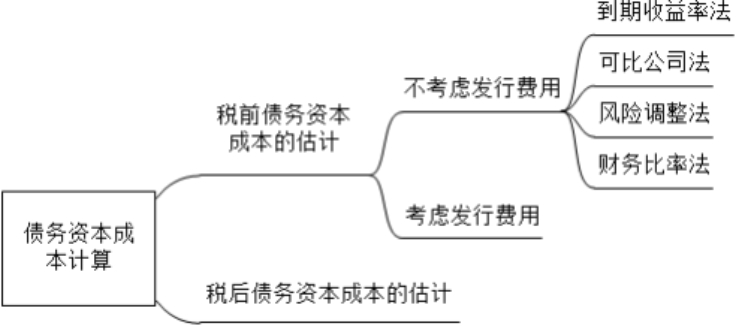 到期收益率法
可比公司法
不考虑发行费用
风险调整法
税前债务资本
成本的估计
财务比率法
考虑发行费用
债务资本成
本计算
税后债务资本成本的估计